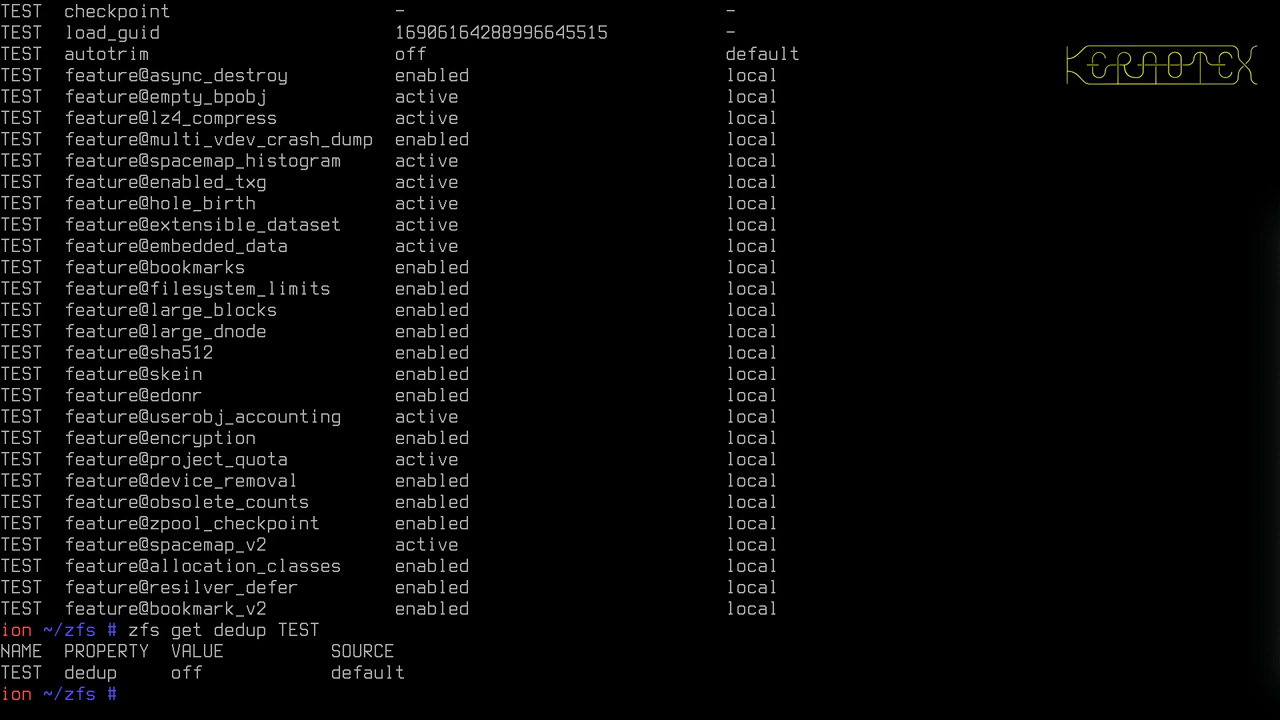 TEST checkpoint - -
TEST load_guid 16906164288996645515 -
TEST autotrim off default
TEST feature@async_destroy enabled local
TEST feature@empty_bpobj active local
TEST feature@lz4_compress active local
TEST feature@multi_vdev_crash_dump enabled local
TEST feature@spacemap_histogram active local
TEST feature@enabled_txg active local
TEST feature@hole_birth active local
TEST feature@extensible_dataset active local
TEST feature@embedded_data active local
TEST feature@bookmarks enabled local
TEST feature@filesystem_limits enabled local
TEST feature@large_blocks enabled local
TEST feature@large_dnode enabled local
TEST feature@sha512 enabled local
TEST feature@skein enabled local
TEST feature@edonr enabled local
TEST feature@userobj_accounting active local
TEST feature@encryption enabled local
TEST feature@project_quota active local
TEST feature@device_removal enabled local
TEST feature@obsolete_counts enabled local
TEST feature@zpool_checkpoint enabled local
TEST feature@spacemap_v2 active local
TEST feature@allocation_classes enabled local
TEST feature@resilver_defer enabled local
TEST feature@bookmark_v2 enabled local
ion ~/zfs # zfs get dedup TEST
NAME PROPERTY VALUE SOURCE
TEST dedup off default
ion ~/zfs #